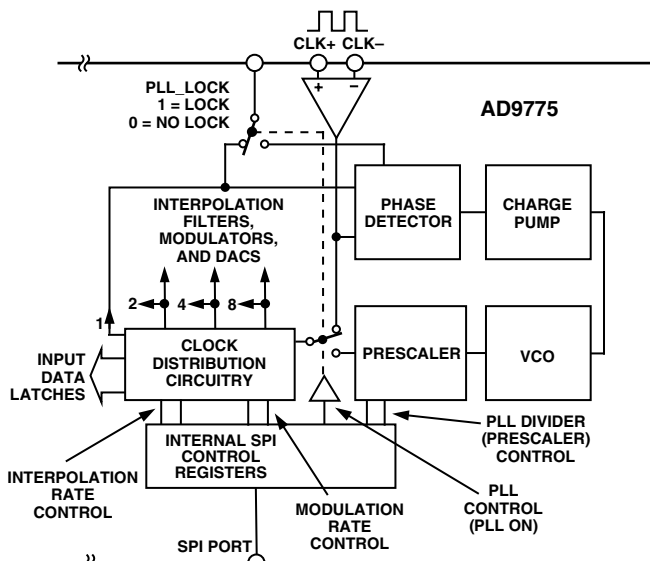 CLK+ CLK–
PLL_LOCK
1 = LOCK
0 = NO LOCK
+ –
AD9775
INTERPOLATION
FILTERS,
MODULATORS,
AND DACS
PHASE
DETECTOR
CHARGE
PUMP
2
4
8
1
CLOCK
DISTRIBUTION
CIRCUITRY
PRESCALER
VCO
INPUT
DATA
LATCHES
INTERNAL SPI
CONTROL
REGISTERS
PLL DIVIDER
(PRESCALER)
CONTROL
INTERPOLATION
RATE
CONTROL
MODULATION
RATE
CONTROL
PLL
CONTROL
(PLL ON)
SPI PORT